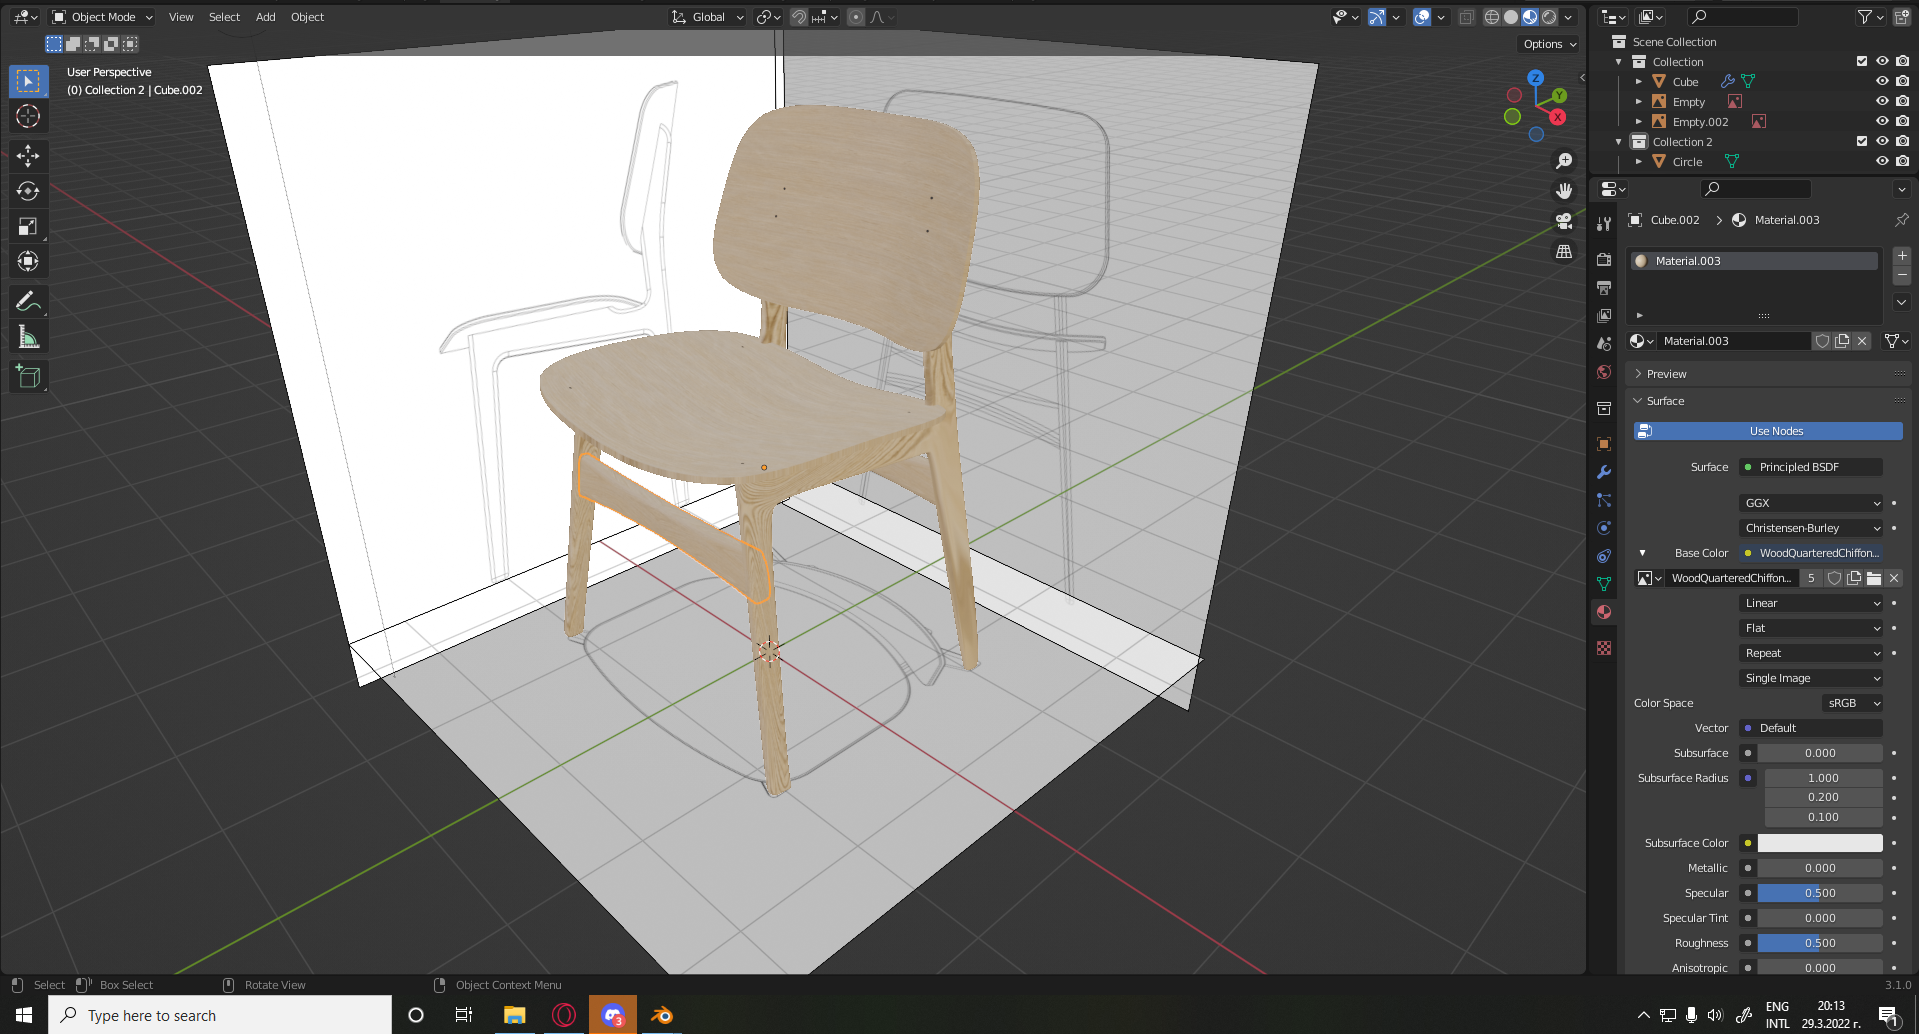 Object Mode
View
Select
Add
Object
Global
Options
User Perspective
(0) Collection 2 | Cube.002
Z
Y
X
Scene Collection
Collection
Cube
Empty
Empty.002
Collection 2
Circle
Cube.002
Material.003
Material.003
Material.003
Preview
Surface
Use Nodes
Surface
Principled BSDF
GGX
Christensen-Burley
Base Color
WoodQuarteredChiffon...
WoodQuarteredChiffon...
5
Linear
Flat
Repeat
Single Image
Color Space
sRGB
Vector
Default
Subsurface
0.000
Subsurface Radius
1.000
0.200
0.100
Subsurface Color
Metallic
0.000
Specular
0.500
Specular Tint
0.000
Roughness
0.500
Anisotropic
0.000
Select
Box Select
Rotate View
Object Context Menu
3.1.0
Type here to search
3
ENG
INTL
20:13
29.3.2022 г.
1